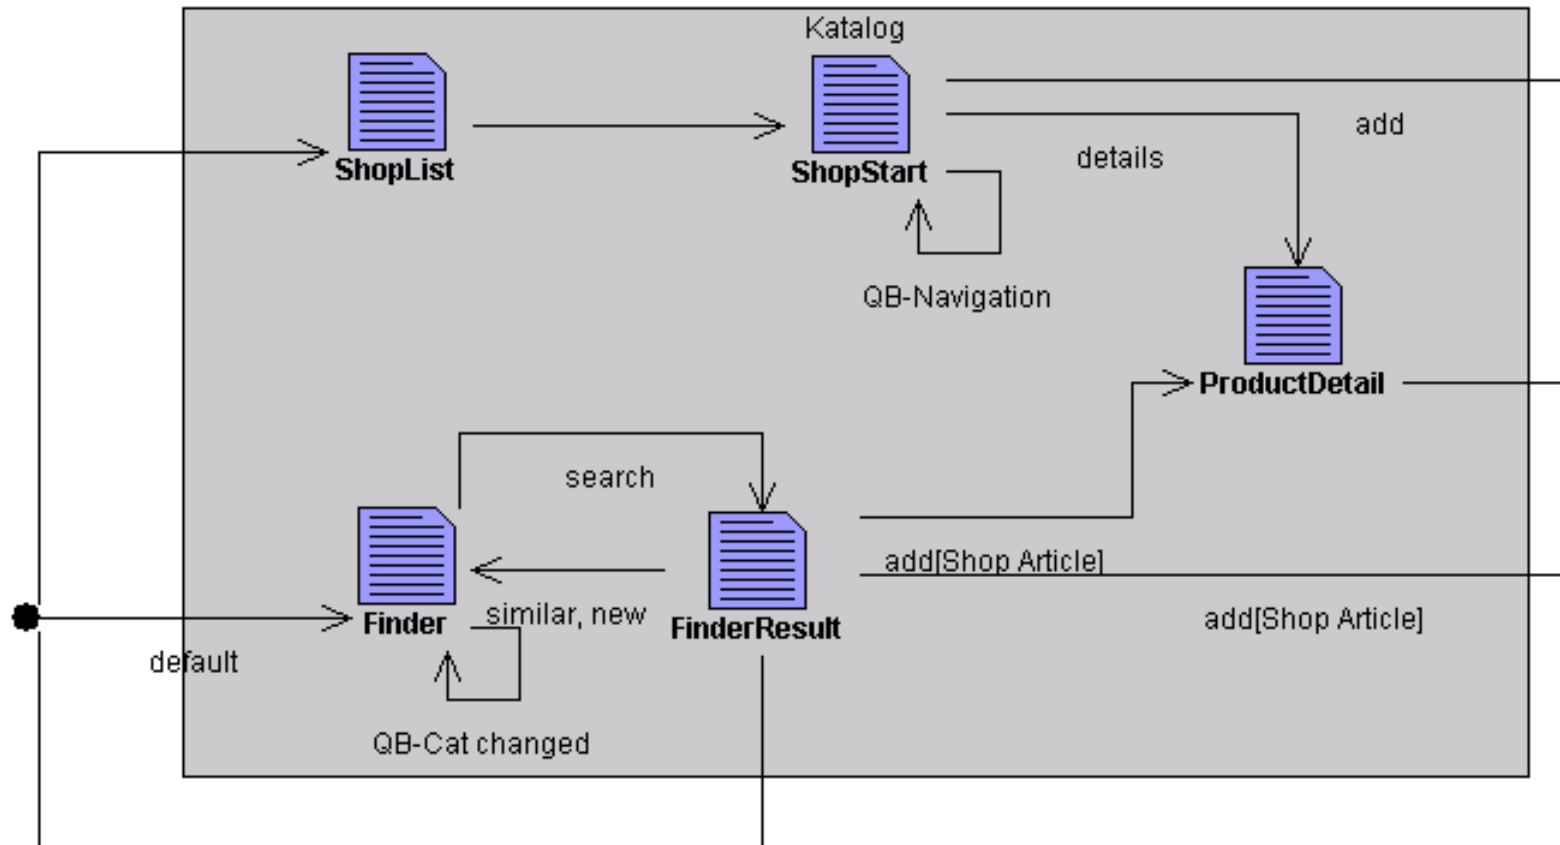 Katalog
ShopList
ShopStart
add
details
QB-Navigation
ProductDetail
search
add[Shop Article]
Finder
similar, new
FinderResult
add[Shop Article]
default
QB-Cat changed